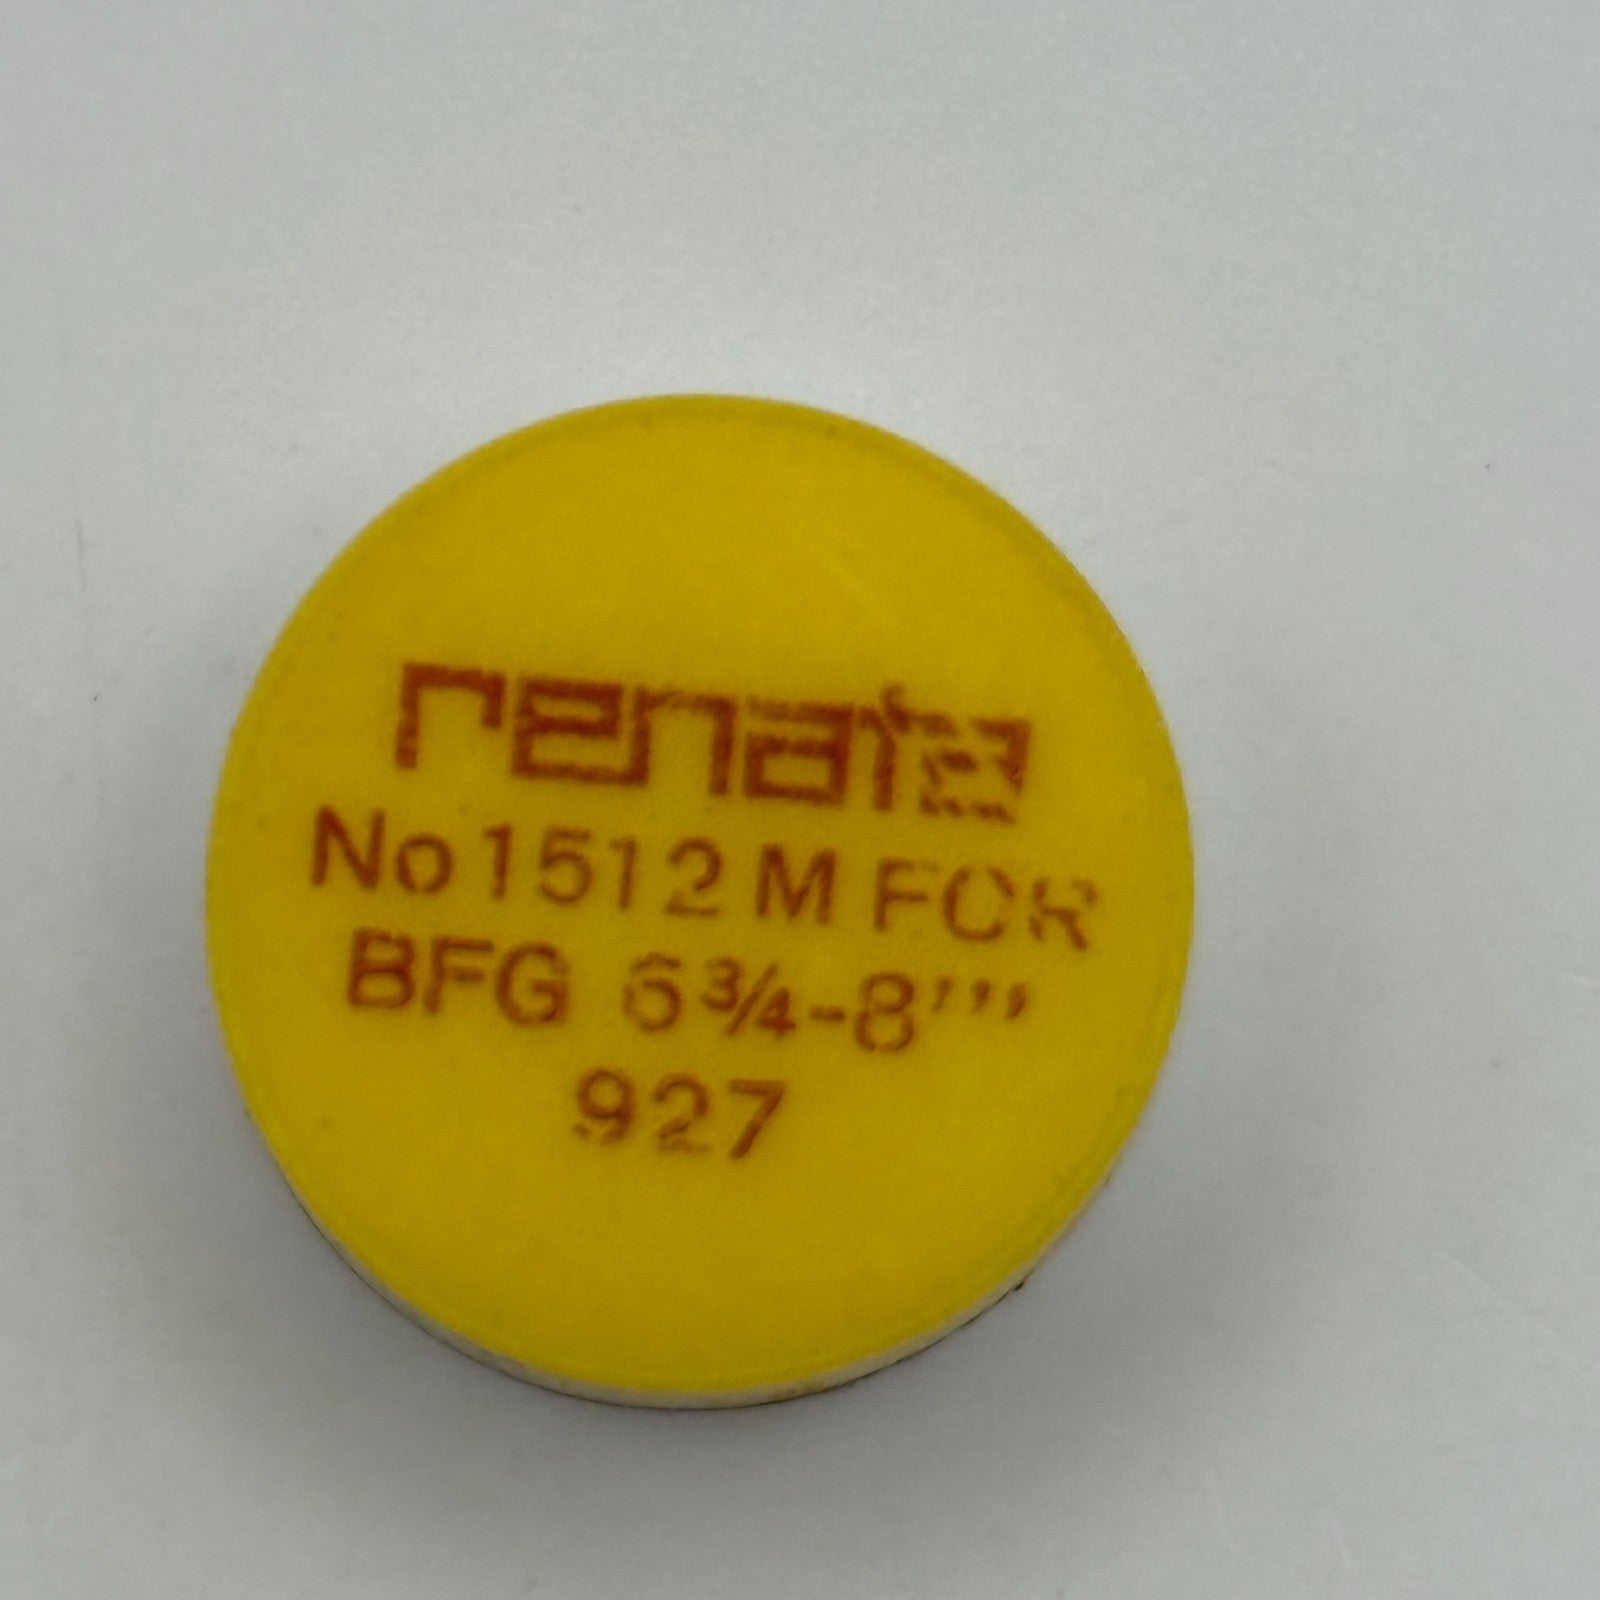 renata
No 1512 M FOR
BFG 6¾-8'''
927